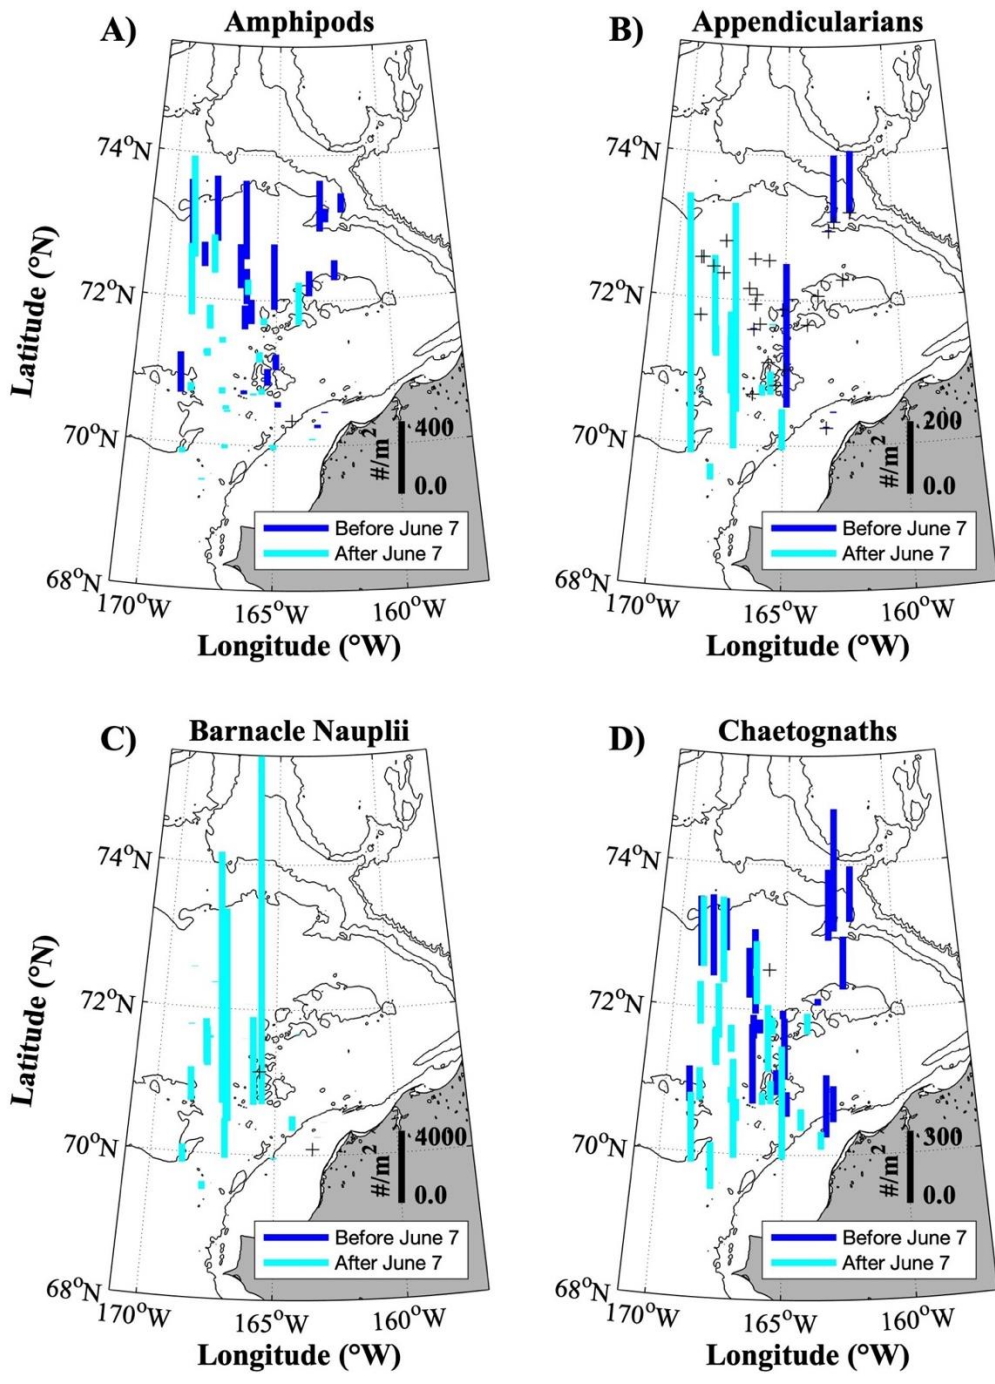 A) Amphipods
74°N
72°N
70°N
68°N
Latitude (°N)
400
#/m²
0.0
Before June 7
After June 7
170°W 165°W 160°W
Longitude (°W)
B) Appendicularians
74°N
72°N
70°N
68°N
200
#/m²
0.0
Before June 7
After June 7
170°W 165°W 160°W
Longitude (°W)
C) Barnacle Nauplii
74°N
72°N
70°N
68°N
Latitude (°N)
4000
#/m²
0.0
Before June 7
After June 7
170°W 165°W 160°W
Longitude (°W)
D) Chaetognaths
74°N
72°N
70°N
68°N
300
#/m²
0.0
Before June 7
After June 7
170°W 165°W 160°W
Longitude (°W)